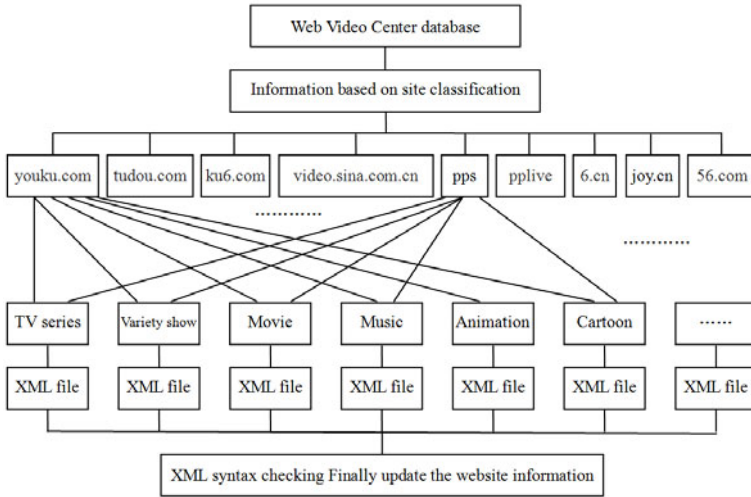 Web Video Center database
Information based on site classification
youku.com
tudou.com
ku6.com
video.sina.com.cn
pps
pplive
6.cn
joy.cn
56.com
…………
…………
TV series
Variety show
Movie
Music
Animation
Cartoon
……
XML file
XML file
XML file
XML file
XML file
XML file
XML file
XML syntax checking Finally update the website information